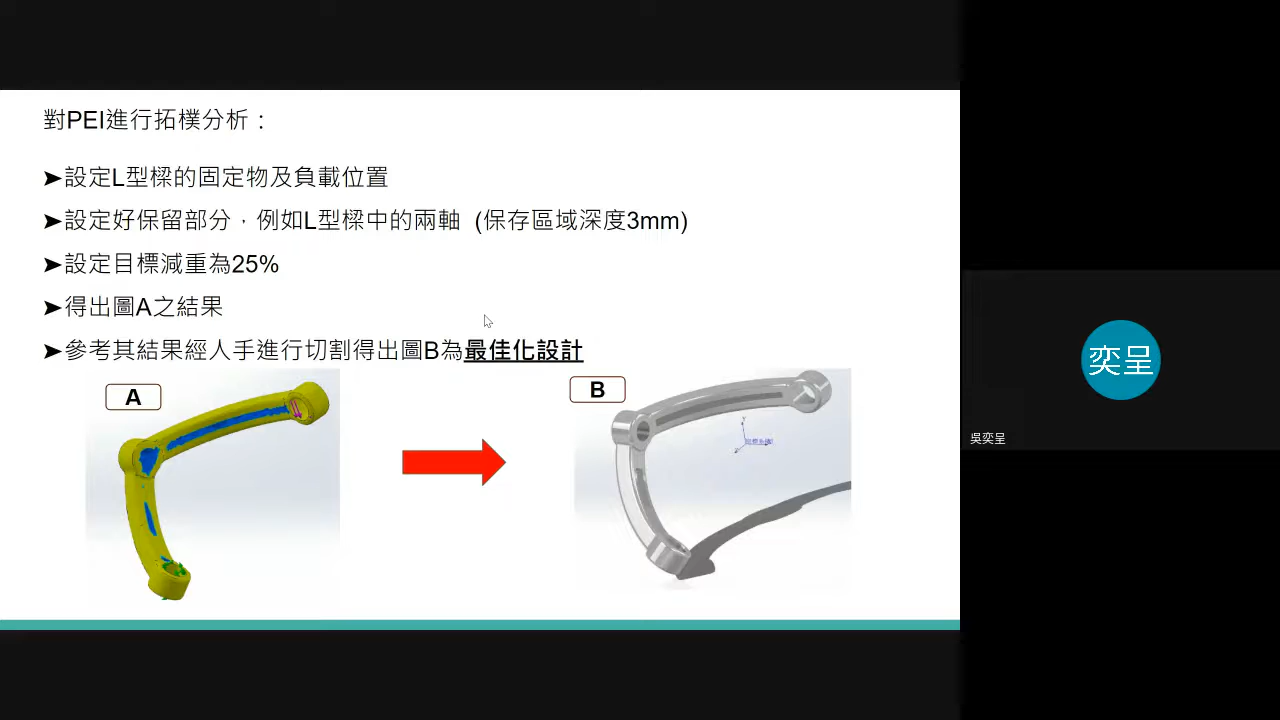 對PEI進行拓樸分析：
➤設定L型樑的固定物及負載位置
➤設定好保留部分，例如L型樑中的兩軸 (保存區域深度3mm)
➤設定目標減重為25%
➤得出圖A之結果
➤參考其結果經人手進行切割得出圖B為最佳化設計
A
B
奕呈
吳奕呈